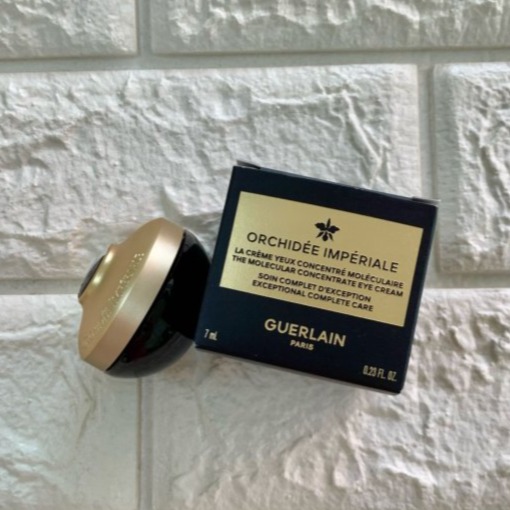 ORCHIDÉE IMPÉRIALE
LA CRÈME YEUX CONCENTRÉ MOLÉCULAIRE
THE MOLECULAR CONCENTRATE EYE CREAM
SOIN COMPLET D'EXCEPTION
EXCEPTIONAL COMPLETE CARE
GUERLAIN
PARIS
7 mL
0.23 FL. OZ.